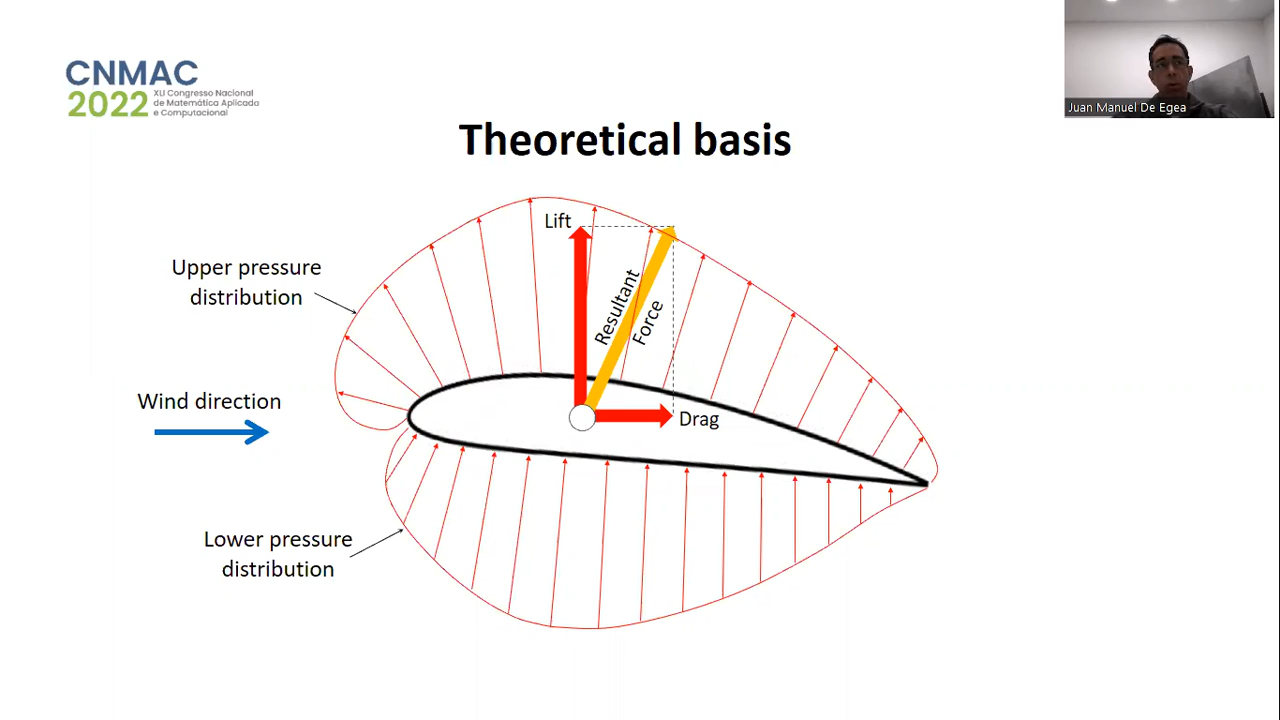 CNMAC
2022
XLI Congresso Nacional
de Matemática Aplicada
e Computacional
Juan Manuel De Egea
Theoretical basis
Lift
Upper pressure
distribution
Resultant
Force
Wind direction
Drag
Lower pressure
distribution